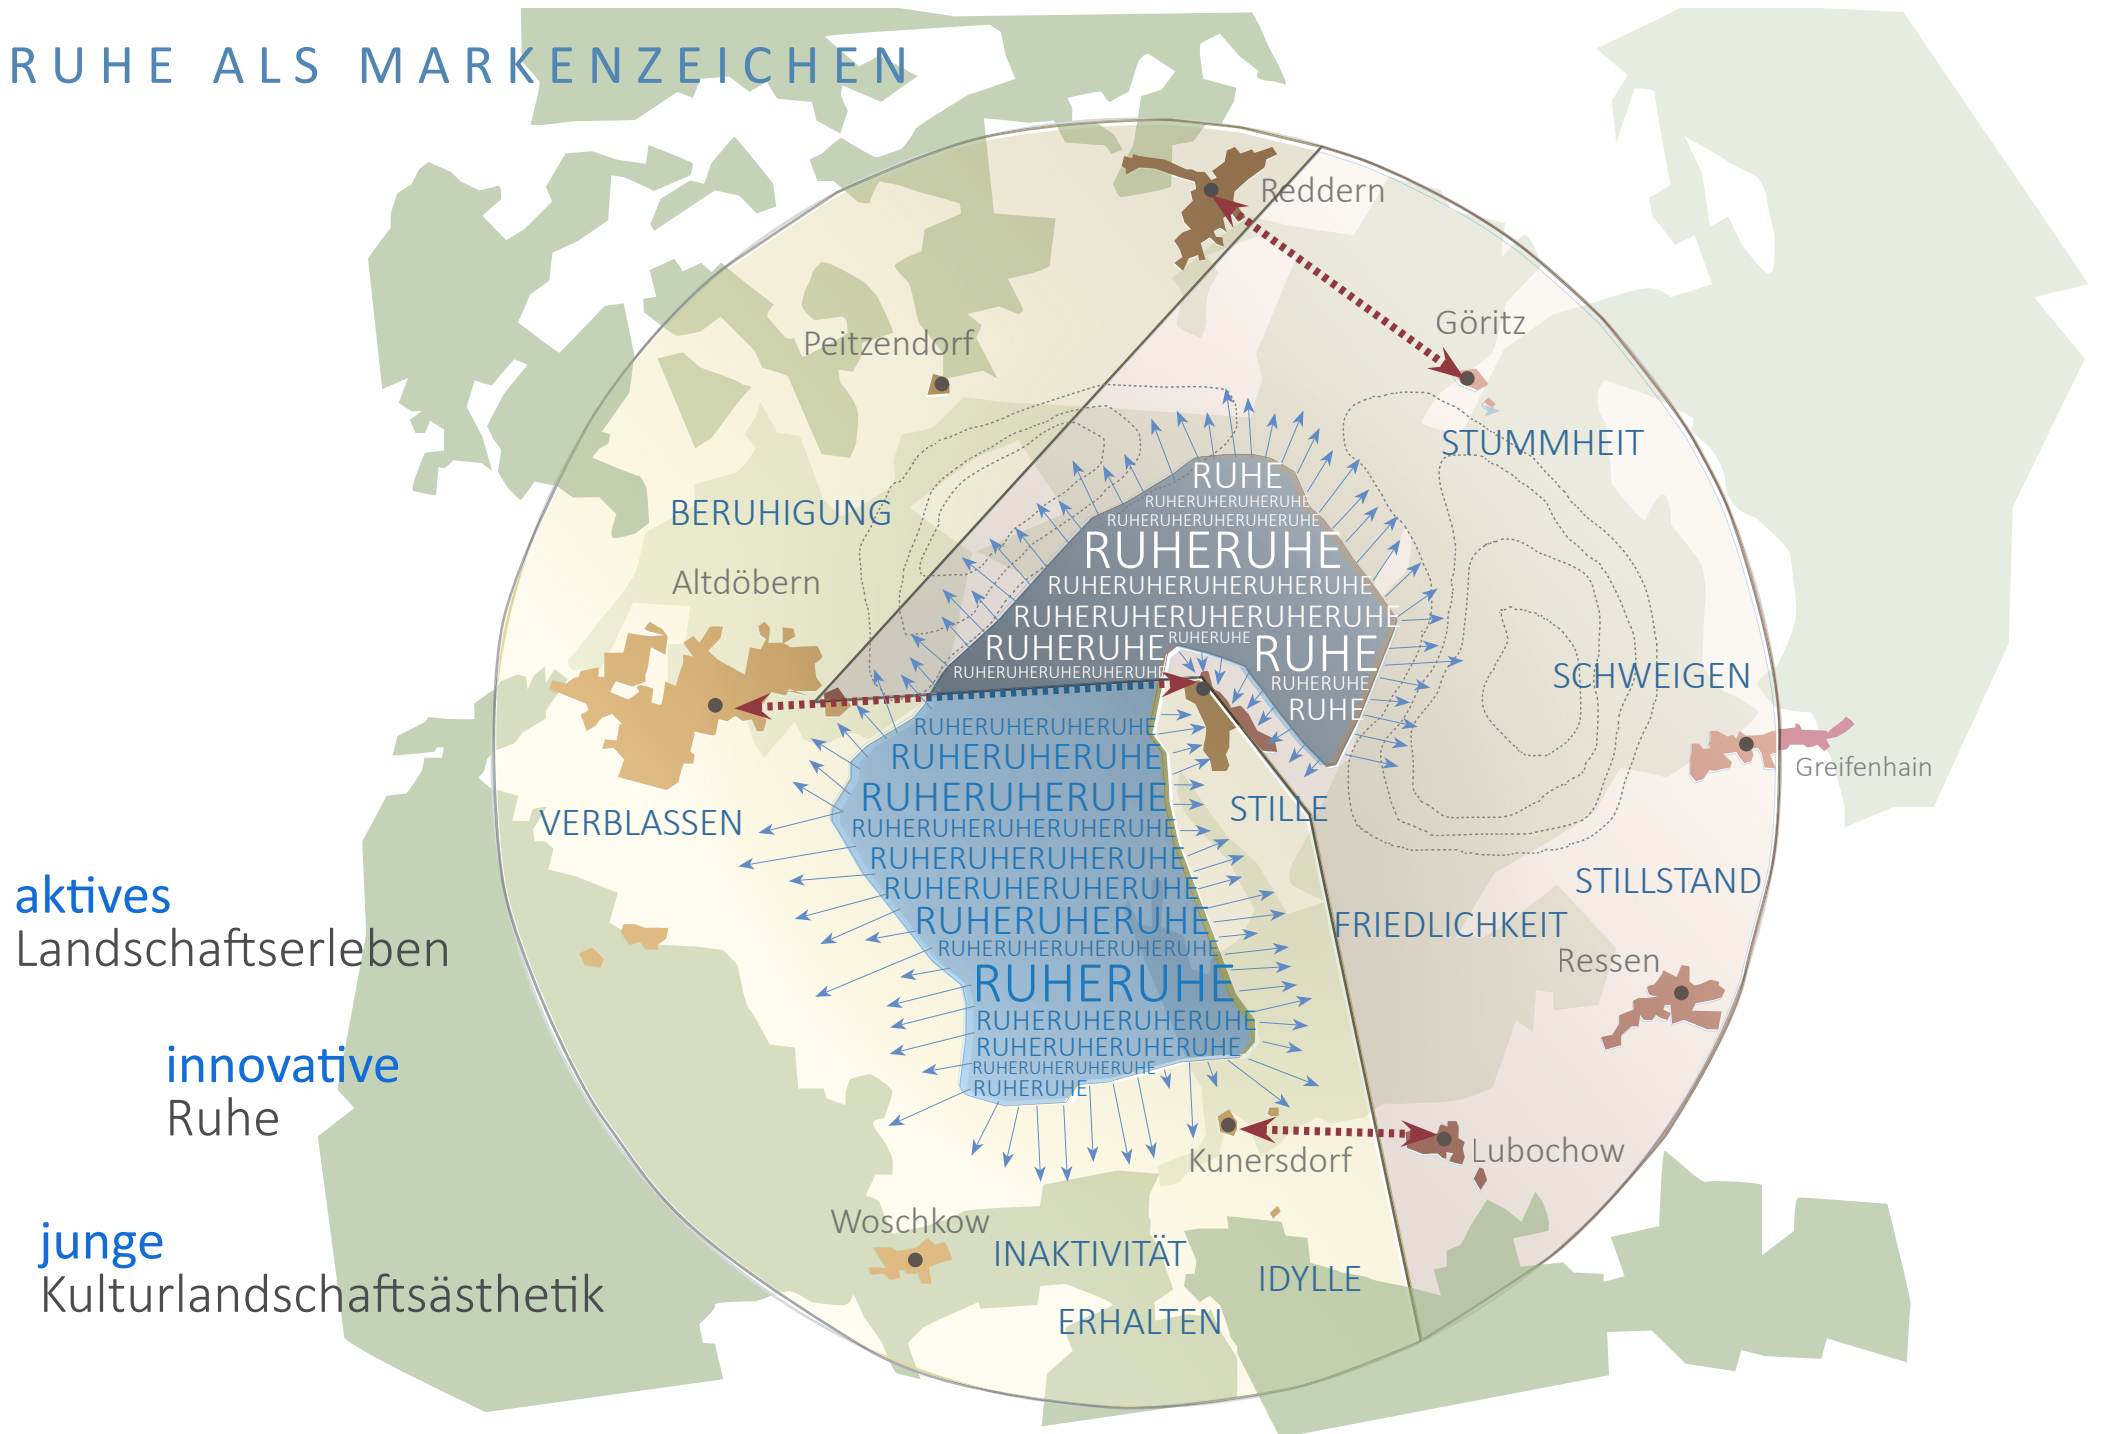 RUHE ALS MARKENZEICHEN
Reddern
Göritz
Peitzendorf
STUMMHEIT
BERUHIGUNG
Altdöbern
RUHE
RUHERUHERUHERUHE
RUHERUHERUHERUHERUHE
RUHERUHE
RUHERUHERUHERUHERUHE
RUHERUHERUHERUHERUHE
RUHERUHE
RUHERUHE
RUHE
RUHERUHERUHERUHERUHE
RUHERUHE
RUHE
SCHWEIGEN
Greifenhain
RUHERUHERUHERUHE
RUHERUHERUHE
RUHERUHERUHE
RUHERUHERUHERUHERUHE
RUHERUHERUHERUHE
RUHERUHERUHERUHE
RUHERUHERUHE
RUHERUHERUHERUHERUHE
RUHERUHE
RUHERUHERUHERUHE
RUHERUHERUHERUHE
RUHERUHERUHERUHE
RUHERUHE
VERBLASSEN
STILLE
STILLSTAND
FRIEDLICHKEIT
Ressen
aktives
Landschaftserleben
innovative
Ruhe
Kunersdorf
Lubochow
junge
Kulturlandschaftsästhetik
Woschkow
INAKTIVITÄT
IDYLLE
ERHALTEN